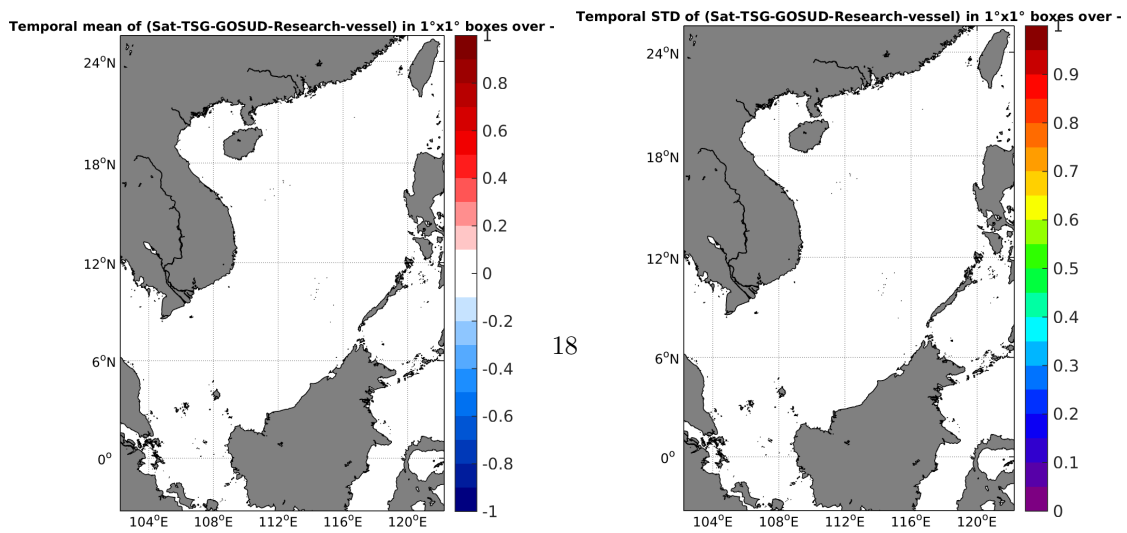 Temporal mean of (Sat-TSG-GOSUD-Research-vessel) in 1°x1° boxes over -
24°N
18°N
12°N
6°N
0°
104°E 108°E 112°E 116°E 120°E
1
0.8
0.6
0.4
0.2
0
-0.2
-0.4
-0.6
-0.8
-1
18
Temporal STD of (Sat-TSG-GOSUD-Research-vessel) in 1°x1° boxes over -
24°N
18°N
12°N
6°N
0°
104°E 108°E 112°E 116°E 120°E
1
0.9
0.8
0.7
0.6
0.5
0.4
0.3
0.2
0.1
0